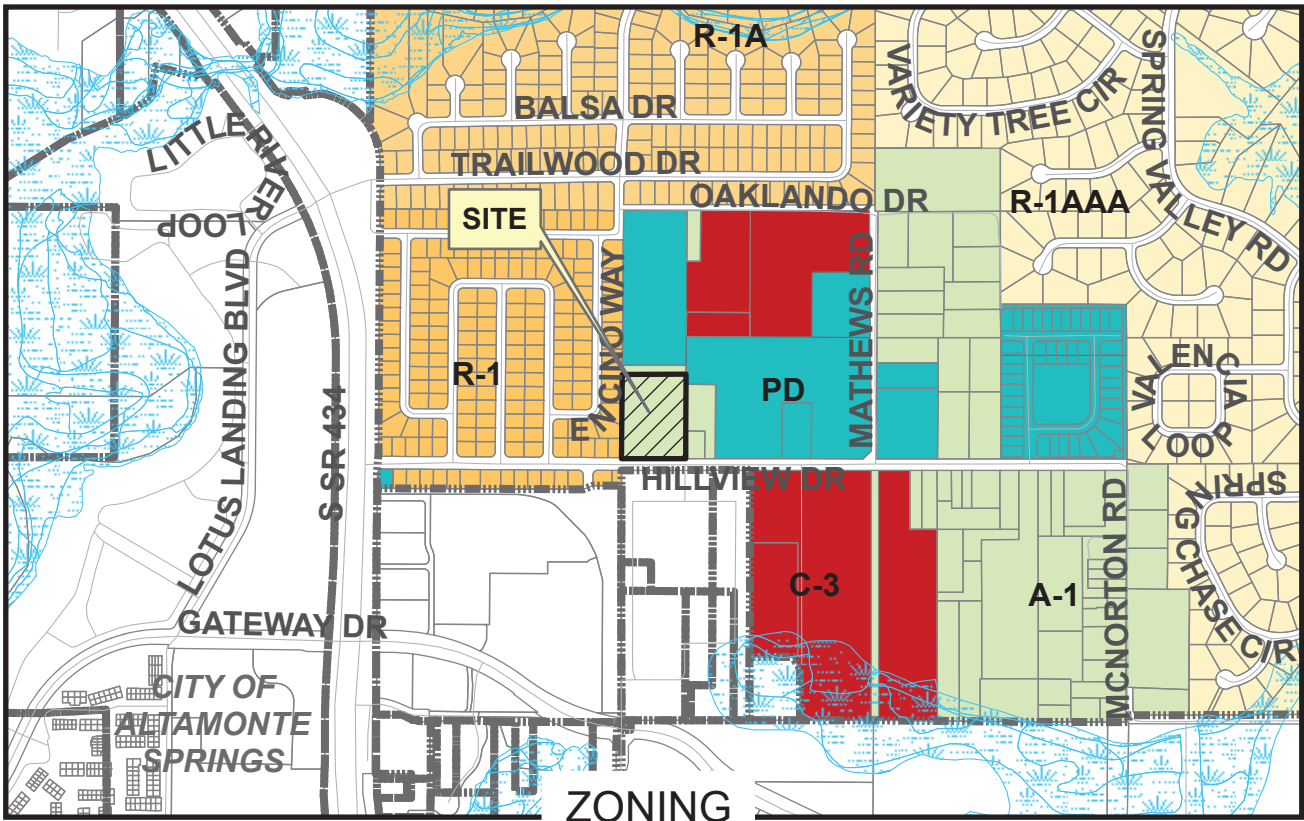 R-1A
VARIETY TREE CIR
SPRING VALLEY RD
BALSA DR
LITTLE RIVER
LOOP
TRAILWOOD DR
OAKLANDO DR
R-1AAA
SITE
ENCINO WAY
MATHEWS RD
LOTUS LANDING BLVD
S SR 434
R-1
PD
VALENCIA
LOOP
HILLVIEW DR
SPRING CHASE CIR
C-3
A-1
MCNORTON RD
GATEWAY DR
CITY OF
ALTAMONTE
SPRINGS
ZONING